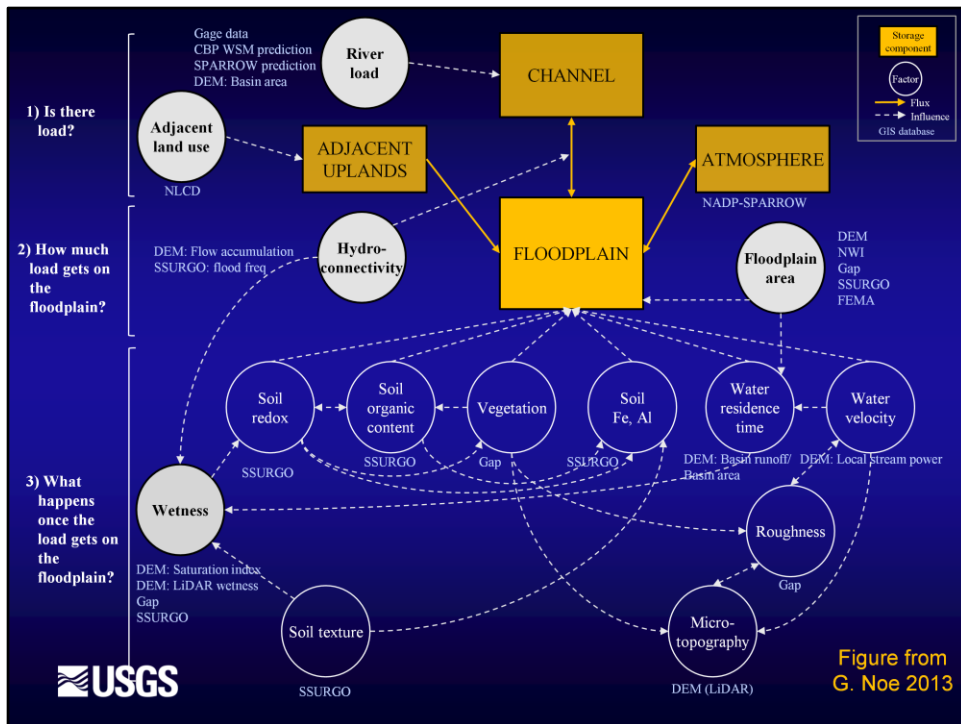 Gage data
CBP WSM prediction
SPARROW prediction
DEM: Basin area
River
load
CHANNEL
Storage
component
Factor
Flux
Influence
GIS database
1) Is there
load?
Adjacent
land use
NLCD
ADJACENT
UPLANDS
ATMOSPHERE
NADP-SPARROW
2) How much
load gets on
the
floodplain?
DEM: Flow accumulation
SSURGO: flood freq
Hydro-
connectivity
FLOODPLAIN
Floodplain
area
DEM
NWI
Gap
SSURGO
FEMA
3) What
happens
once the
load gets on
the
floodplain?
Soil
redox
SSURGO
Soil
organic
content
SSURGO
Vegetation
Gap
Soil
Fe, Al
SSURGO
Water
residence
time
DEM: Basin runoff/
Basin area
Water
velocity
DEM: Local stream power
Wetness
DEM: Saturation index
DEM: LiDAR wetness
Gap
SSURGO
Roughness
Gap
Soil texture
SSURGO
Micro-
topography
DEM (LiDAR)
USGS
Figure from
G. Noe 2013